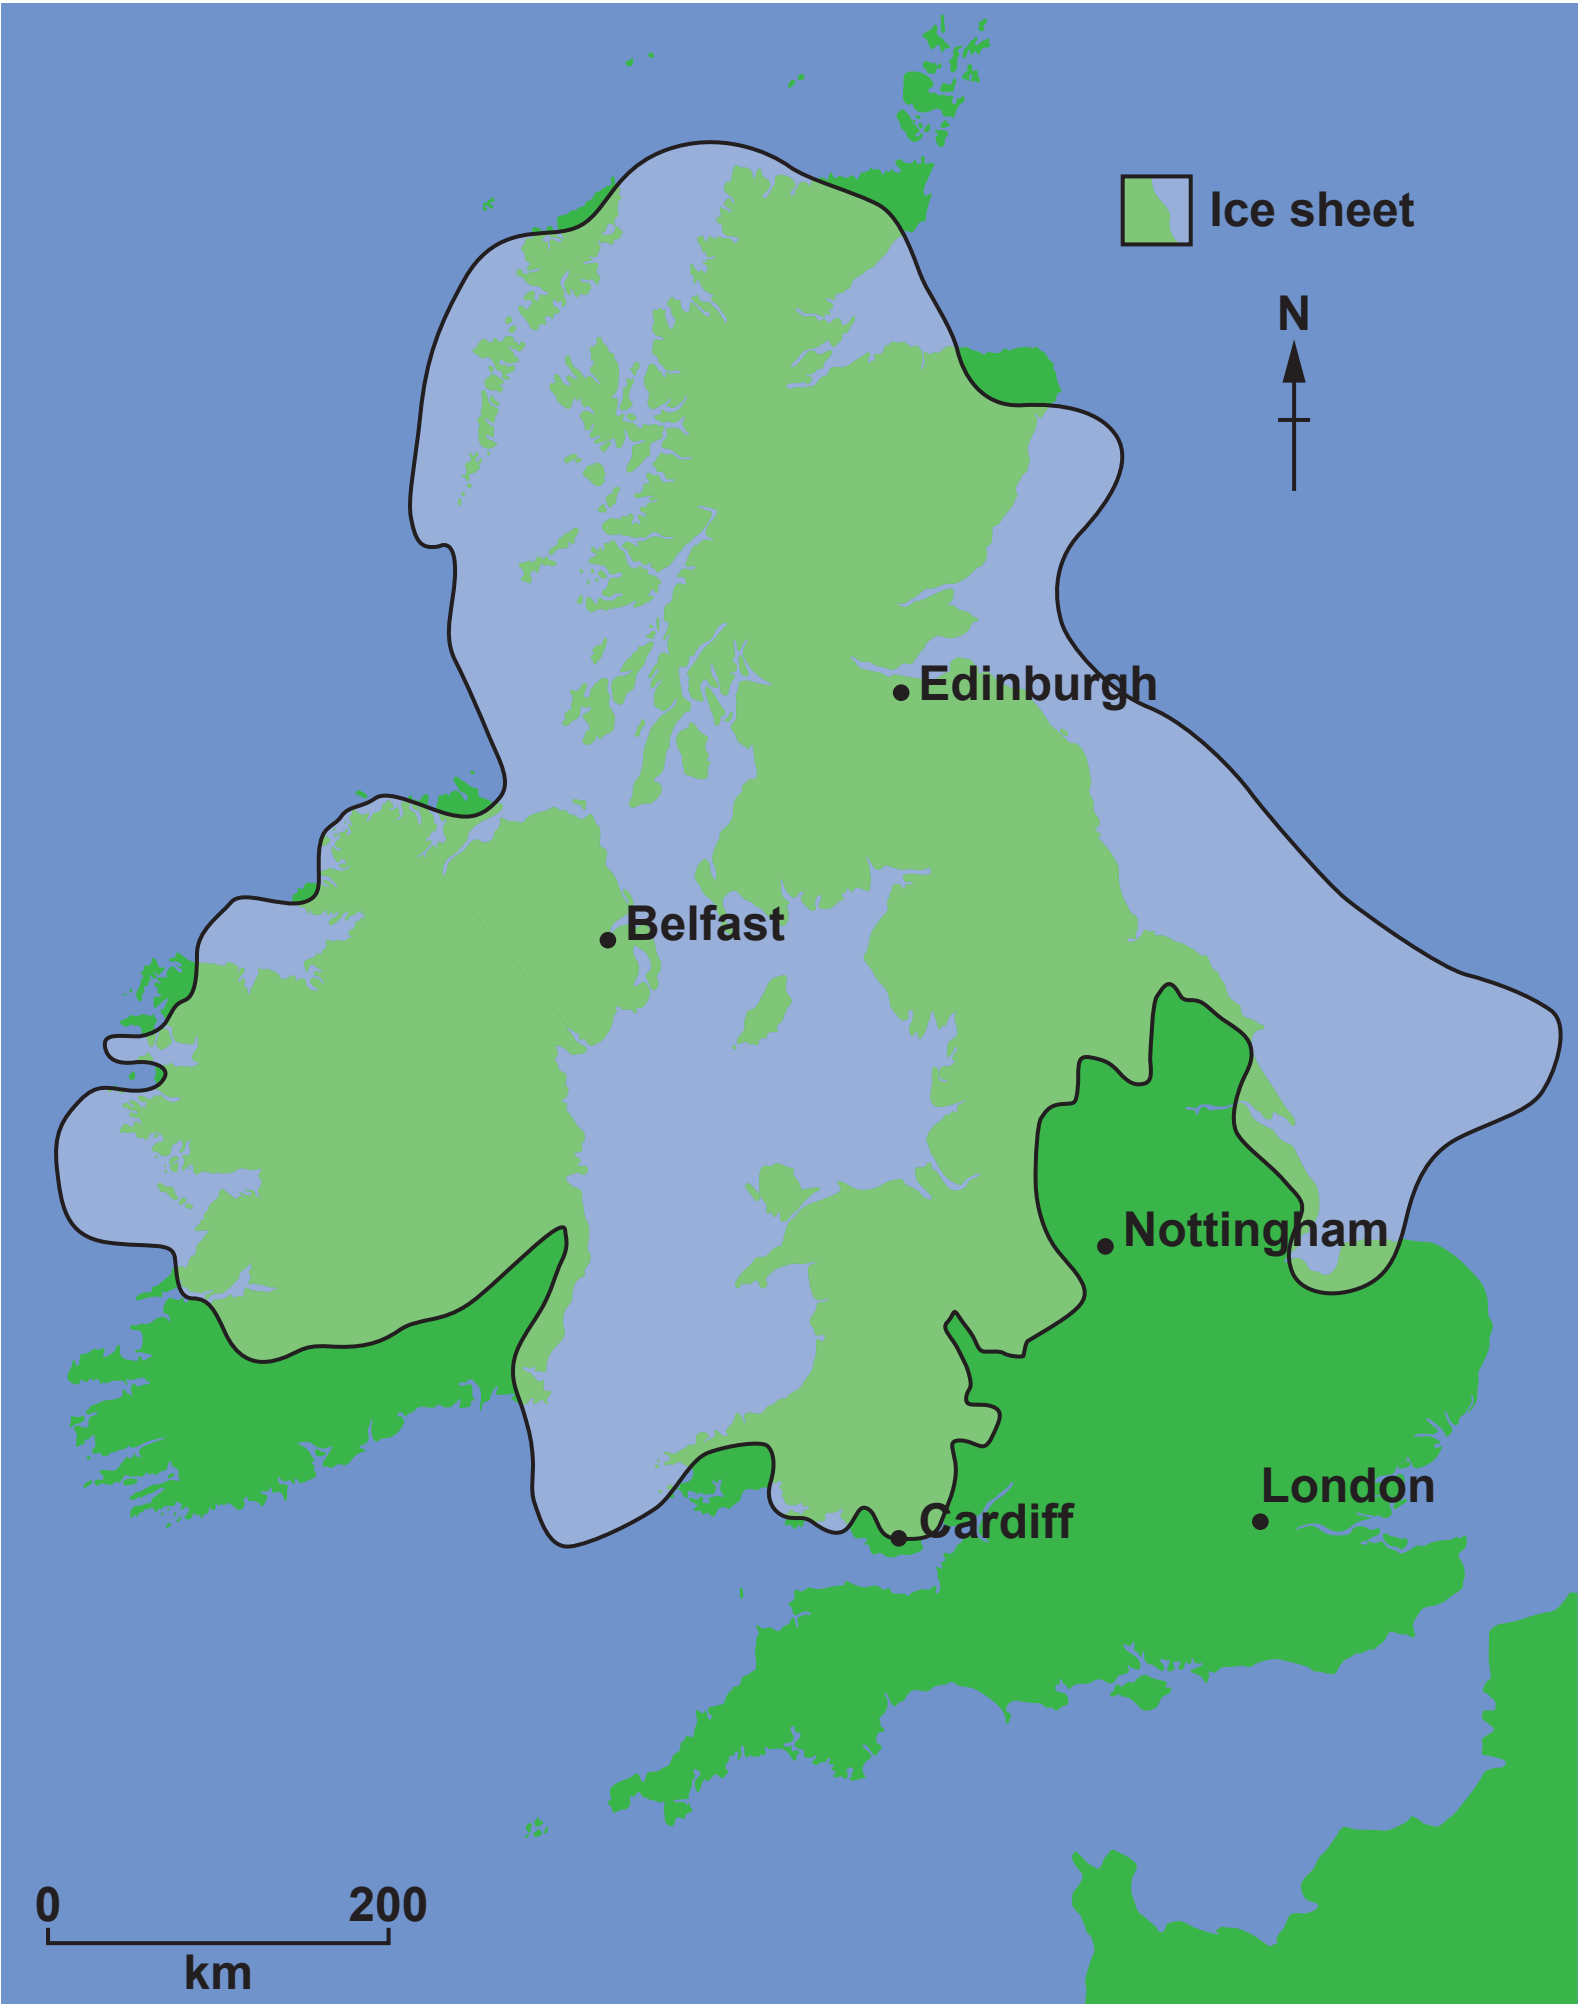 Ice sheet
N
Edinburgh
Belfast
Nottingham
London
Cardiff
0 200
km